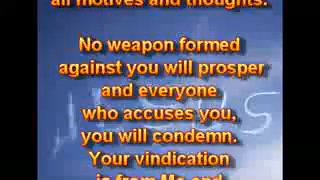 all motives and thoughts.
No weapon formed
against you will prosper
and everyone
who accuses you,
you will condemn.
Your vindication
is from Me and